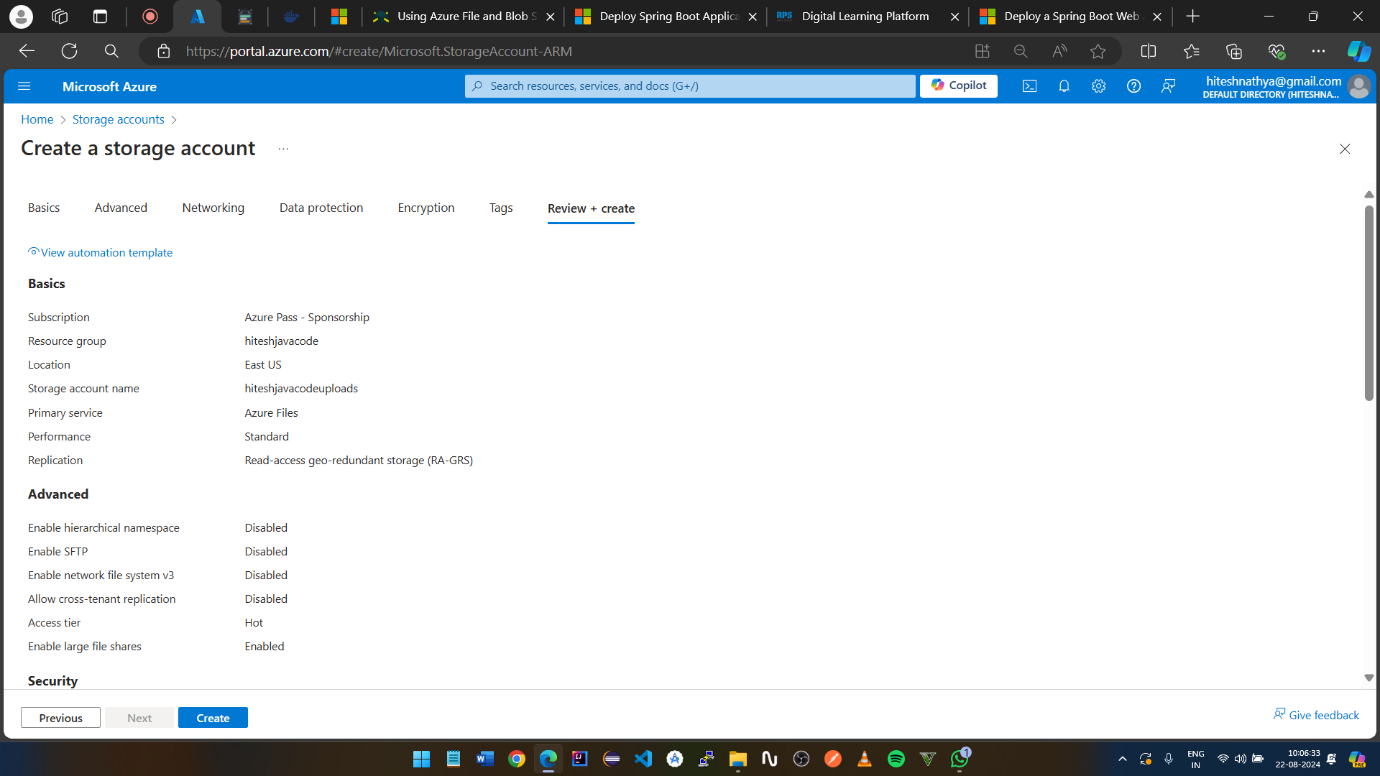 Using Azure File and Blob S
Deploy Spring Boot Applica
RPS Digital Learning Platform
Deploy a Spring Boot Web
https://portal.azure.com/#create/Microsoft.StorageAccount-ARM
Microsoft Azure
Search resources, services, and docs (G+/)
Copilot
hiteshnathya@gmail.com
DEFAULT DIRECTORY (HITESHNA...
Home > Storage accounts >
Create a storage account ...
Basics Advanced Networking Data protection Encryption Tags Review + create
View automation template
Basics
Subscription Azure Pass - Sponsorship
Resource group hiteshjavacode
Location East US
Storage account name hiteshjavacodeuploads
Primary service Azure Files
Performance Standard
Replication Read-access geo-redundant storage (RA-GRS)
Advanced
Enable hierarchical namespace Disabled
Enable SFTP Disabled
Enable network file system v3 Disabled
Allow cross-tenant replication Disabled
Access tier Hot
Enable large file shares Enabled
Security
Previous Next Create
Give feedback
1
ENG
IN
10:06:33
22-08-2024